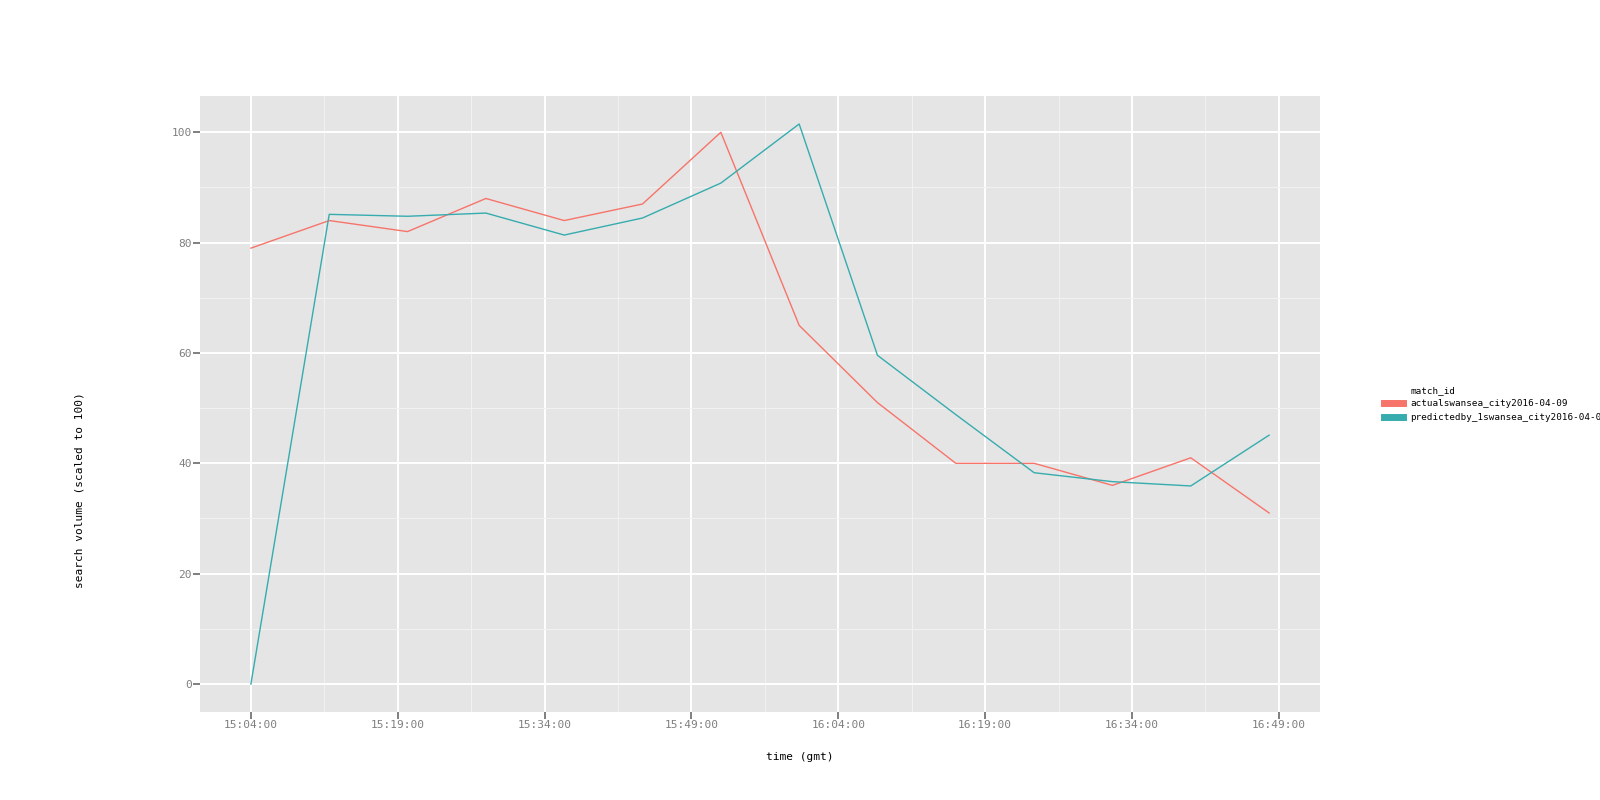 100
80
60
40
20
0
search volume (scaled to 100)
15:04:00 15:19:00 15:34:00 15:49:00 16:04:00 16:19:00 16:34:00 16:49:00
time (gmt)
match_id
actualswansea_city2016-04-09
predictedby_1swansea_city2016-04-0